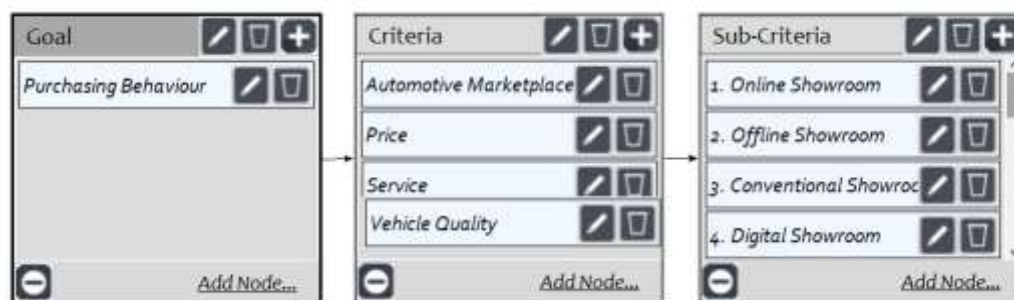 Goal
Purchasing Behaviour
Add Node...
Criteria
Automotive Marketplace
Price
Service
Vehicle Quality
Add Node...
Sub-Criteria
1. Online Showroom
2. Offline Showroom
3. Conventional Showroc
4. Digital Showroom
Add Node...